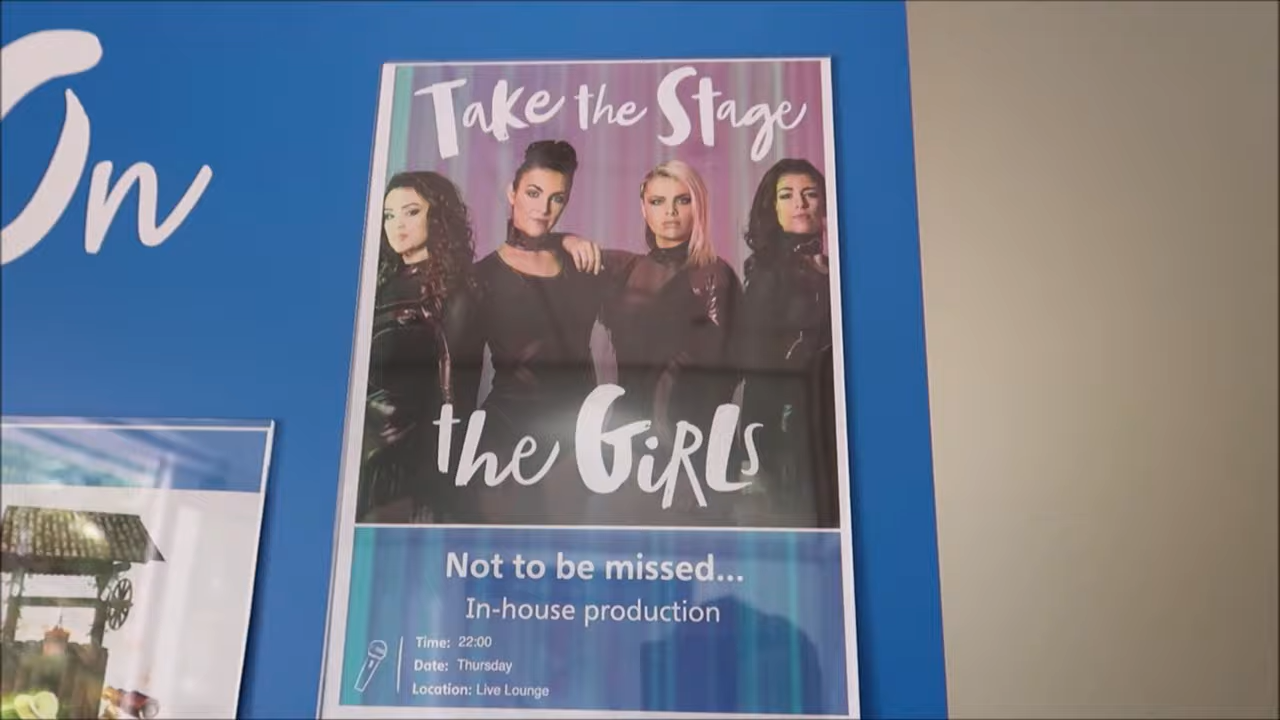 On
Take the Stage
the GiRLs
Not to be missed...
In-house production
Time: 22:00
Date: Thursday
Location: Live Lounge